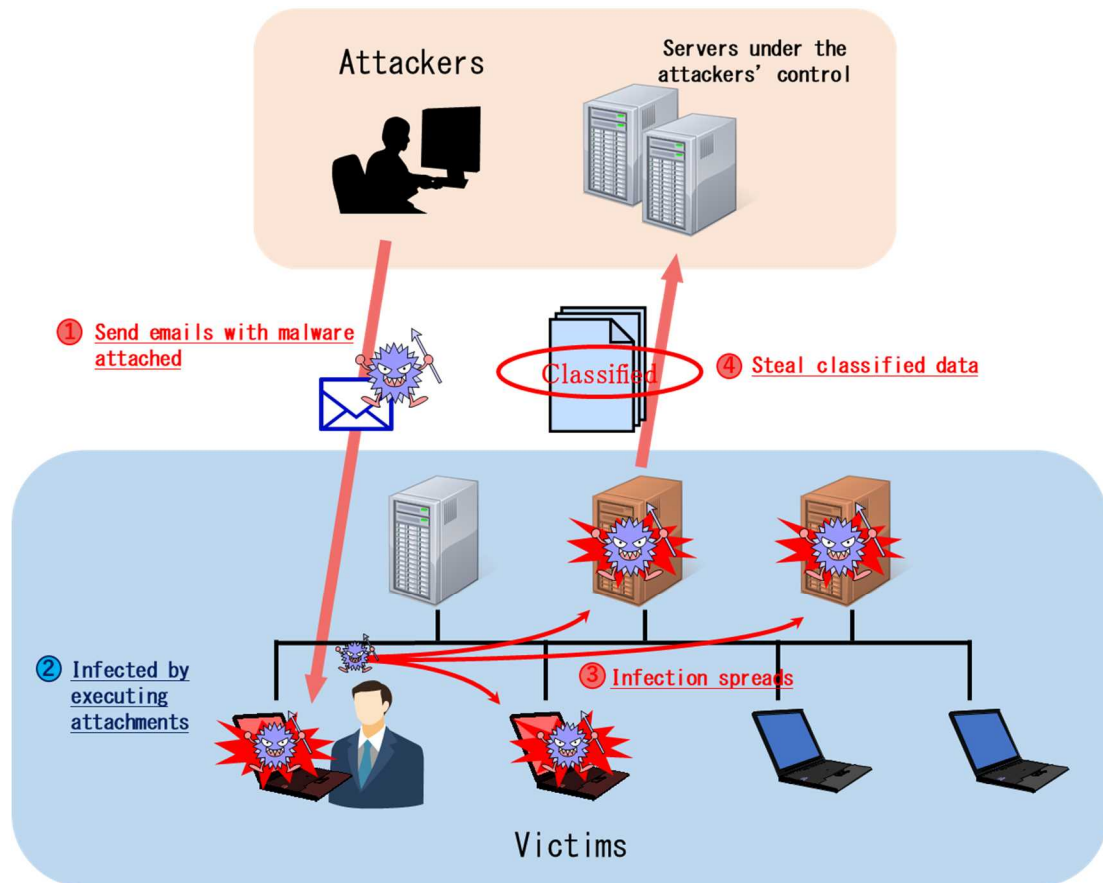 Attackers
Servers under the
attackers’ control
① Send emails with malware
attached
Classified
④ Steal classified data
② Infected by
executing
attachments
③ Infection spreads
Victims